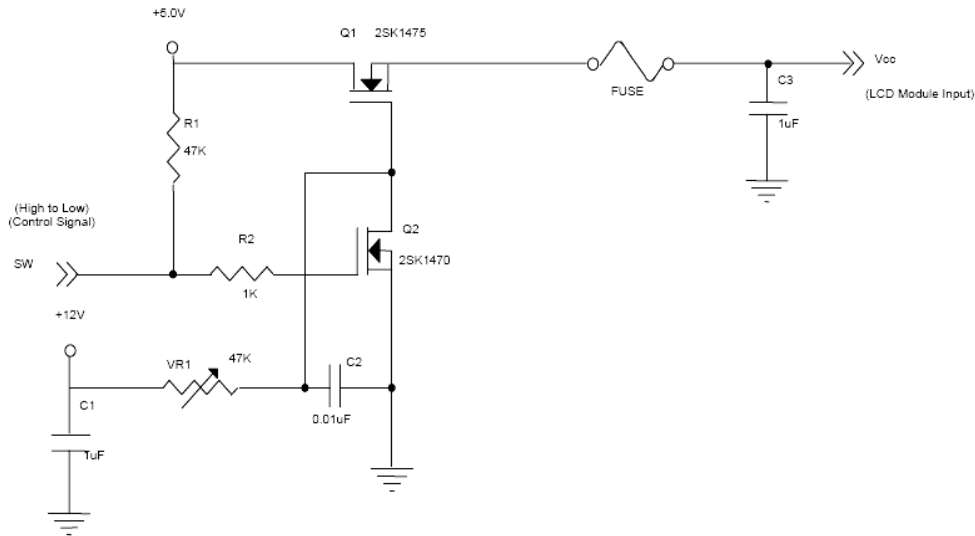 +5.0V
Q1 2SK1475
Vcc
(LCD Module Input)
FUSE
C3
1uF
R1
47K
(High to Low)
(Control Signal)
SW
R2
1K
Q2
2SK1470
+12V
VR1
47K
C2
0.01uF
C1
1uF